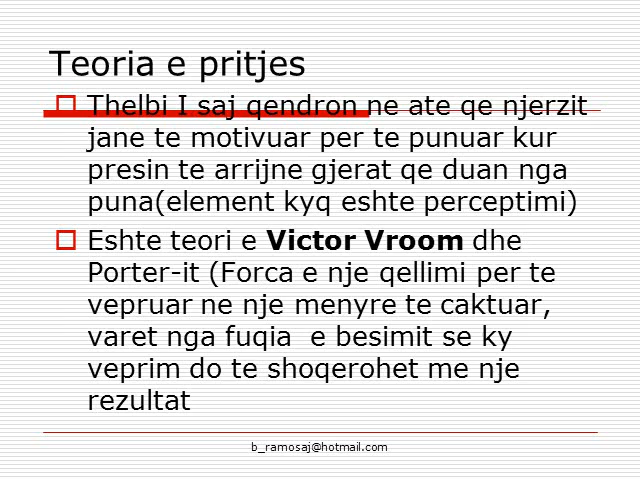 Teoria e pritjes
Thelbi I saj qendron ne ate qe njerzit
jane te motivuar per te punuar kur
presin te arrijne gjerat qe duan nga
puna(element kyq eshte perceptimi)
Eshte teori e Victor Vroom dhe
Porter-it (Forca e nje qellimi per te
vepruar ne nje menyre te caktuar,
varet nga fuqia  e besimit se ky
veprim do te shoqerohet me nje
rezultat
b_ramosaj@hotmail.com